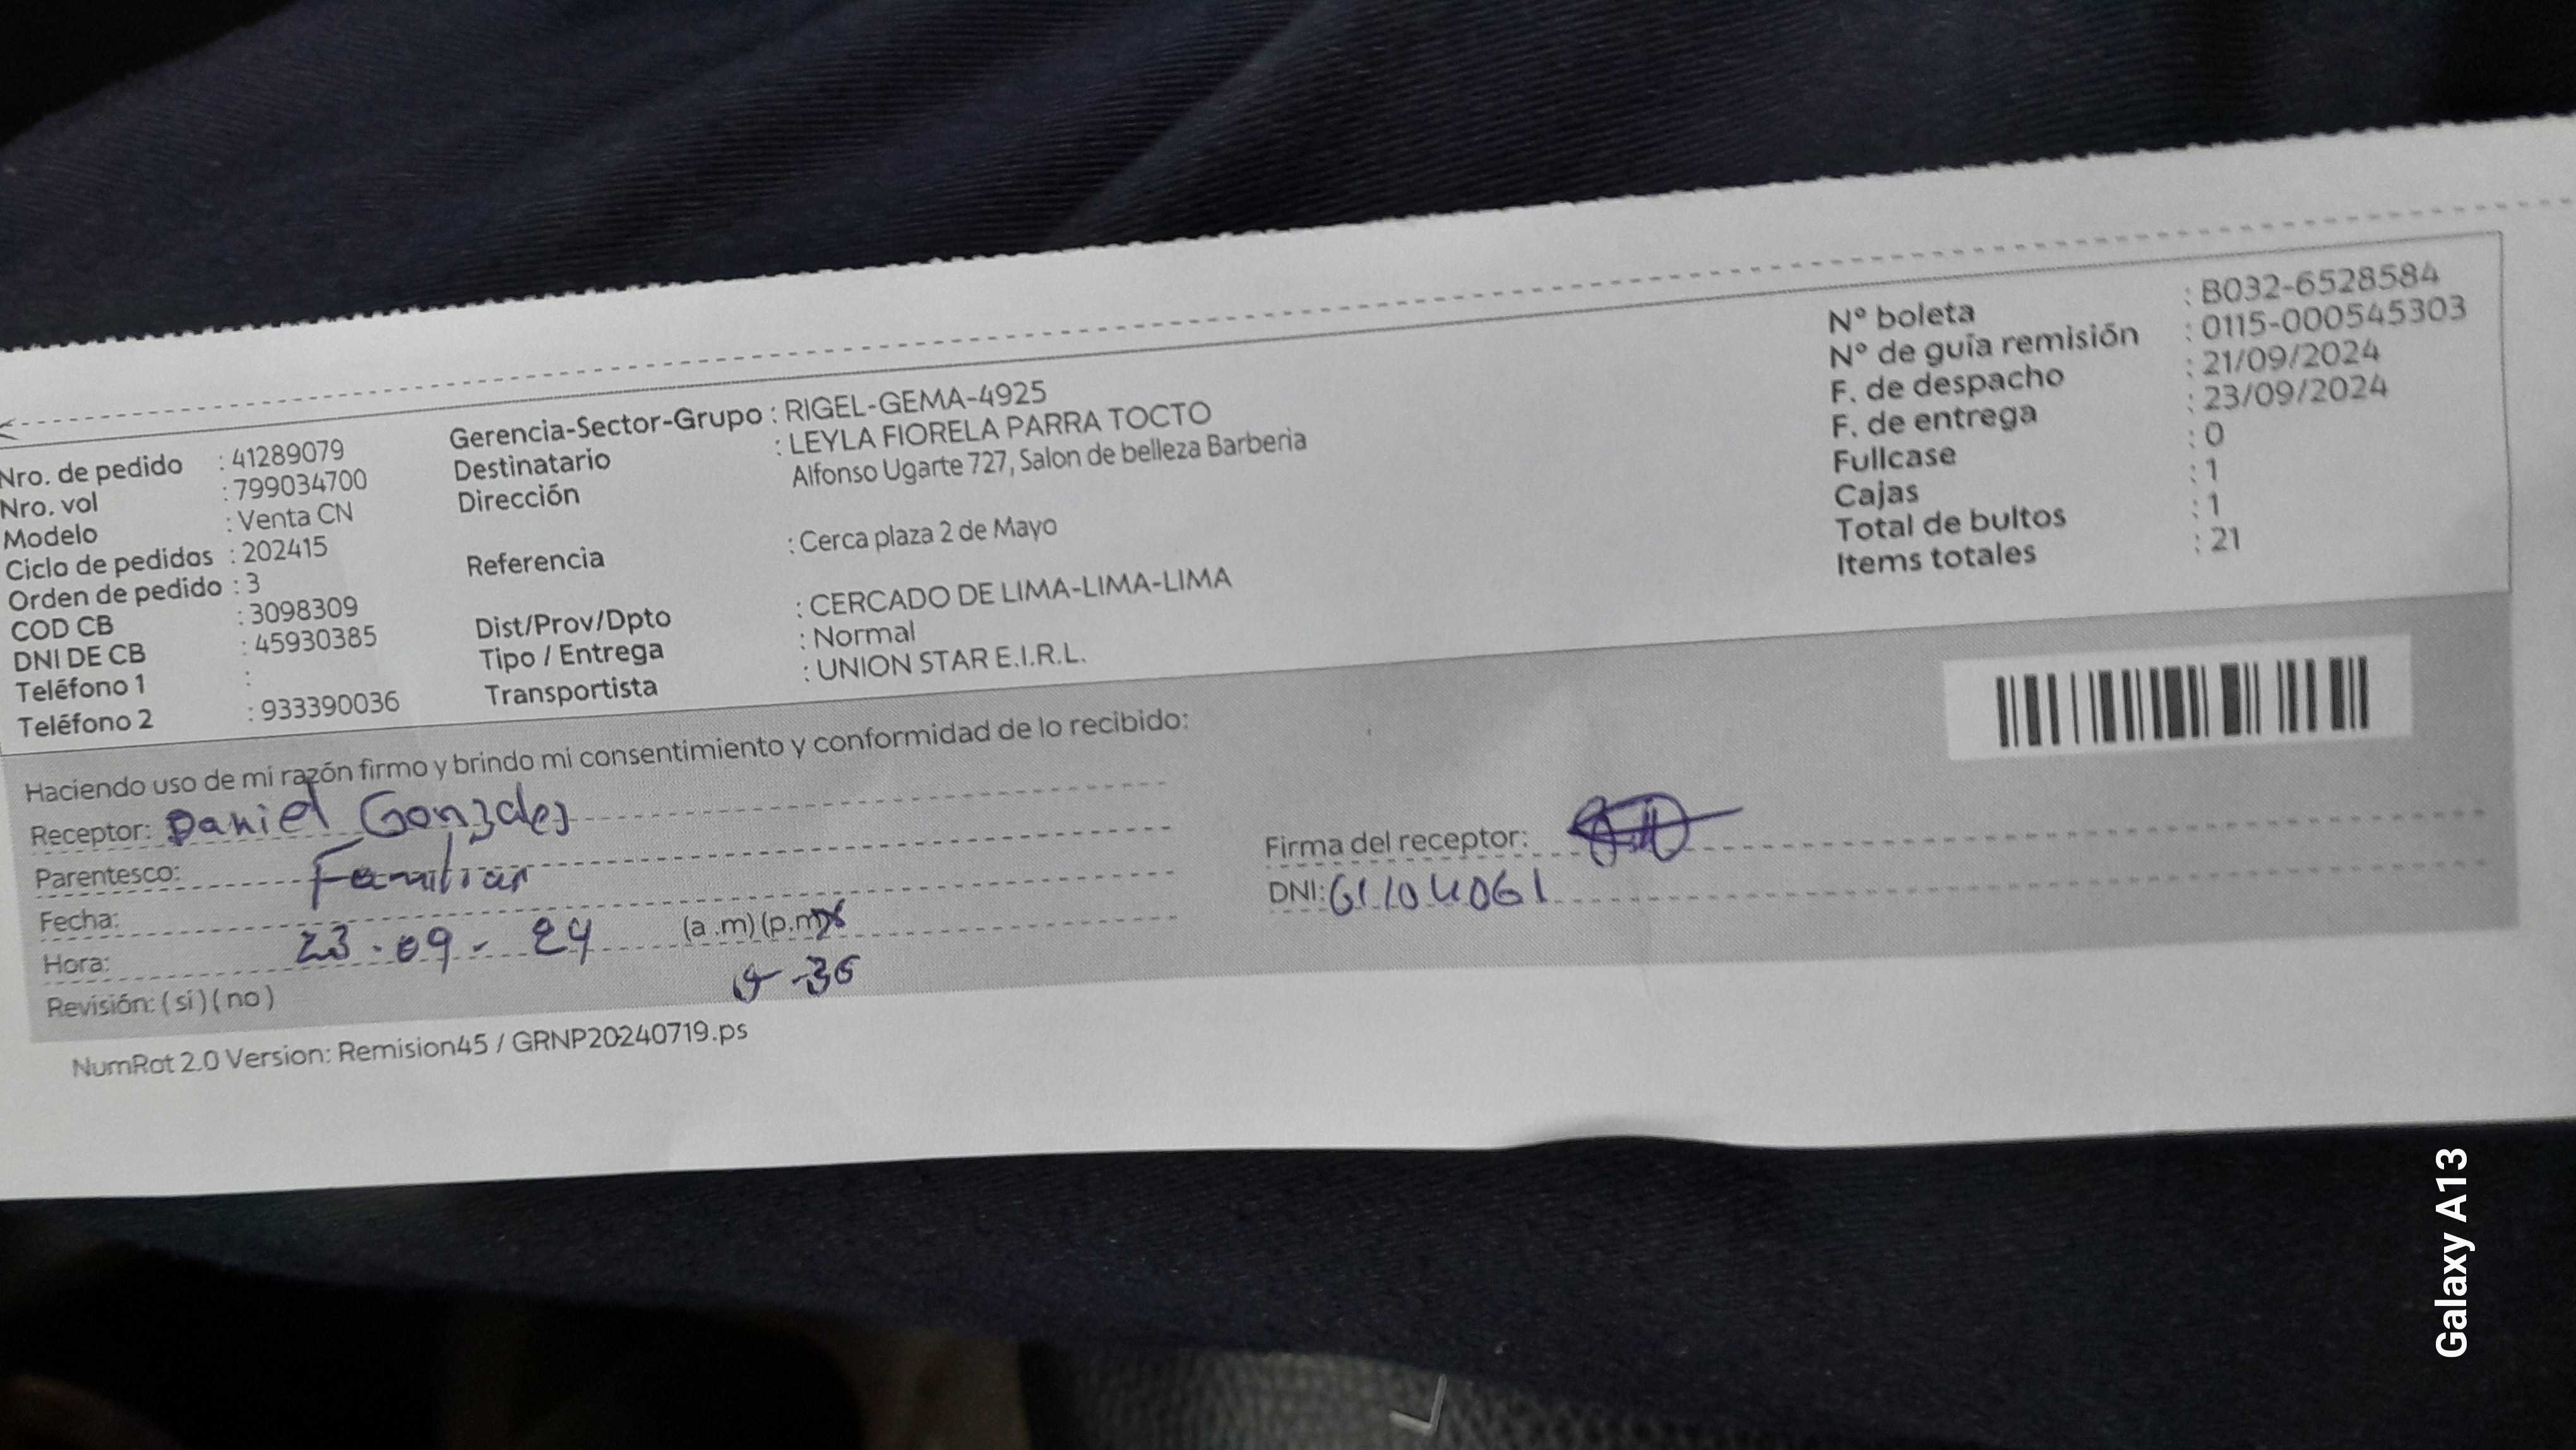 Nro. de pedido : 41289079
Nro. vol : 799034700
Modelo : Venta CN
Ciclo de pedidos : 202415
Orden de pedido : 3
COD CB : 3098309
DNI DE CB : 45930385
Teléfono 1 :
Teléfono 2 : 933390036
Gerencia-Sector-Grupo : RIGEL-GEMA-4925
Destinatario : LEYLA FIORELA PARRA TOCTO
Dirección Alfonso Ugarte 727, Salon de belleza Barberia
Referencia : Cerca plaza 2 de Mayo
Dist/Prov/Dpto : CERCADO DE LIMA-LIMA-LIMA
Tipo / Entrega : Normal
Transportista : UNION STAR E.I.R.L.
N° boleta : B032-6528584
N° de guía remisión : 0115-000545303
F. de despacho : 21/09/2024
F. de entrega : 23/09/2024
Fullcase : 0
Cajas : 1
Total de bultos : 1
Items totales : 21
Haciendo uso de mi razón firmo y brindo mi consentimiento y conformidad de lo recibido:
Receptor: Daniel Gonzales
Parentesco: Familiar
Fecha: 23.09-24
Hora: (a.m) (p.m)
Revisión: (si) (no)
Firma del receptor:
DNI:
NumRot 2.0 Version: Remision45 / GRNP20240719.ps
Galaxy A13